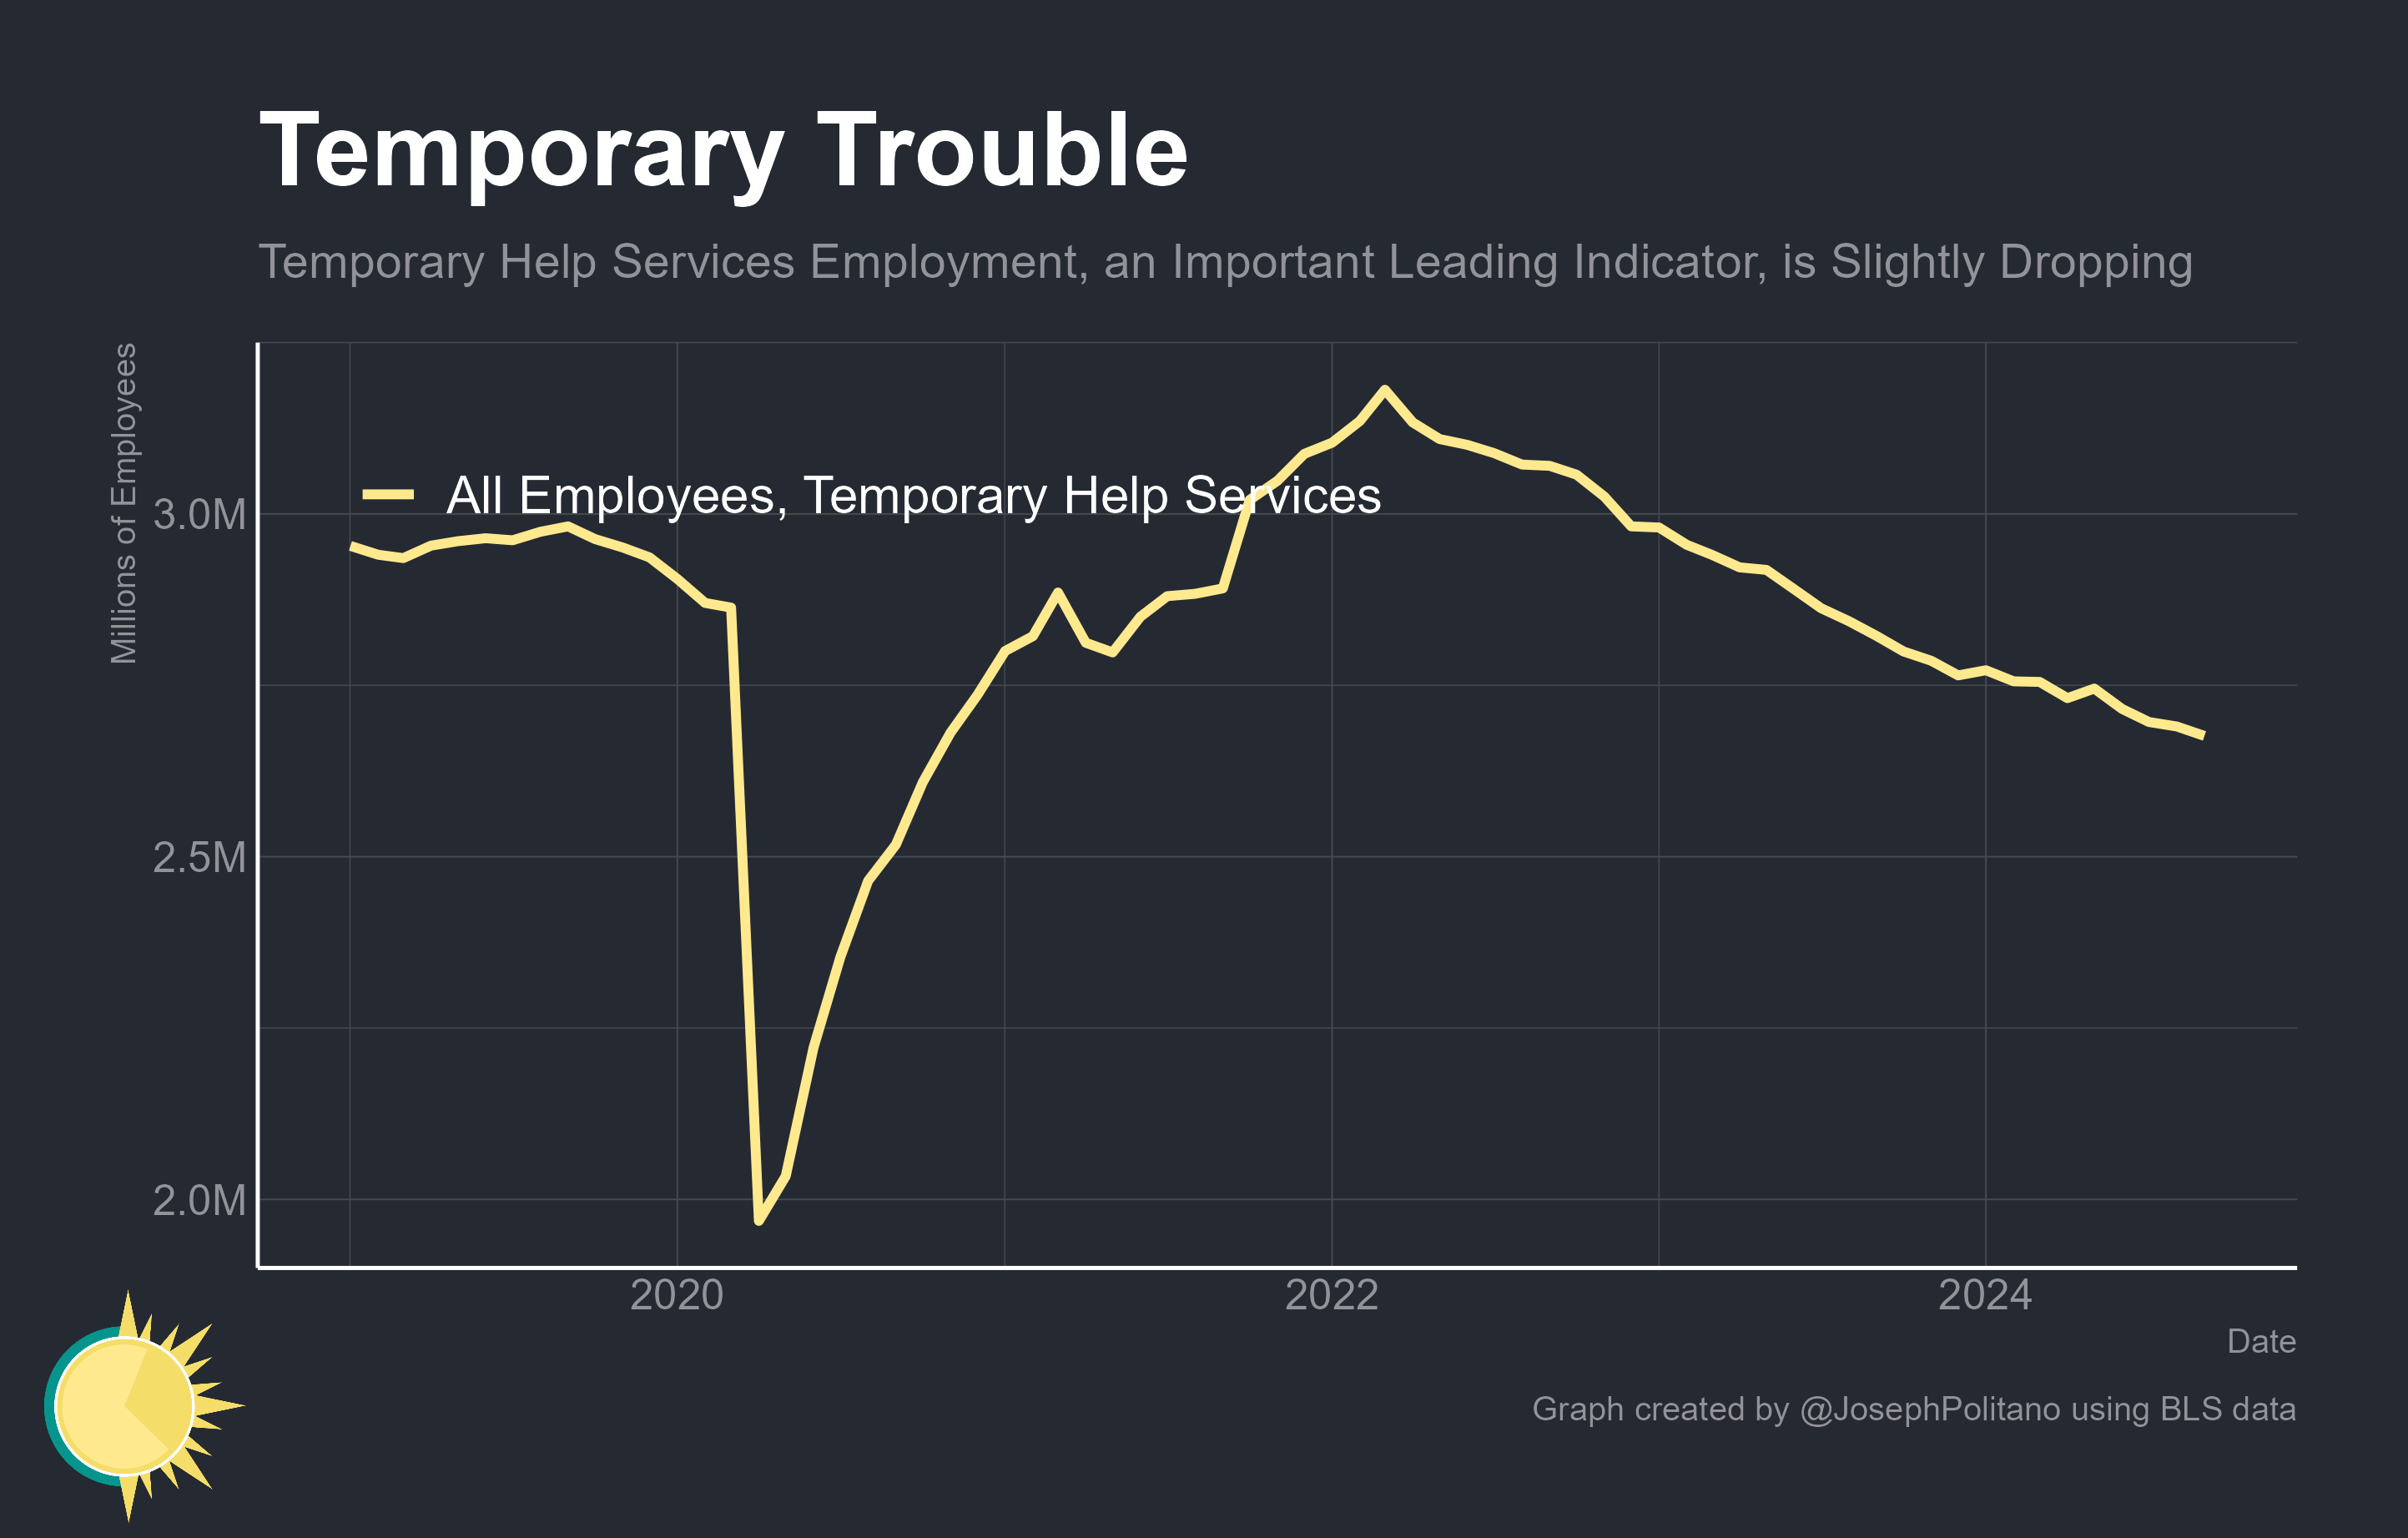 Temporary Trouble
Temporary Help Services Employment, an Important Leading Indicator, is Slightly Dropping
Millions of Employees
All Employees, Temporary Help Services
3.0M
2.5M
2.0M
2020
2022
2024
Date
Graph created by @JosephPolitano using BLS data